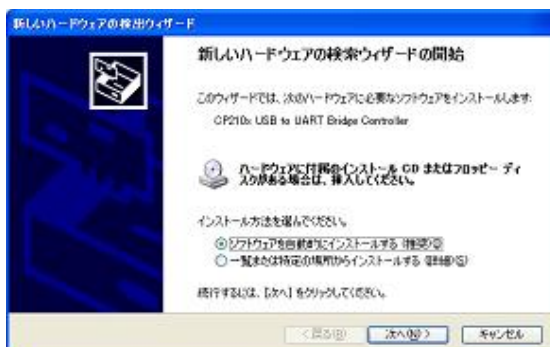 新しいハードウェアの検出ウィザード
新しいハードウェアの検索ウィザードの開始
このウィザードでは、次のハードウェアに必要なソフトウェアをインストールします:
CP210x USB to UART Bridge Controller
ハードウェアに付属のインストール CD またはフロッピー ディ
スクがある場合は、挿入してください。
インストール方法を選んでください。
ソフトウェアを自動的にインストールする (推奨)(I)
一覧または特定の場所からインストールする (詳細)(S)
続行するには、[次へ] をクリックしてください。
< 戻る(B)
次へ(N) >
キャンセル